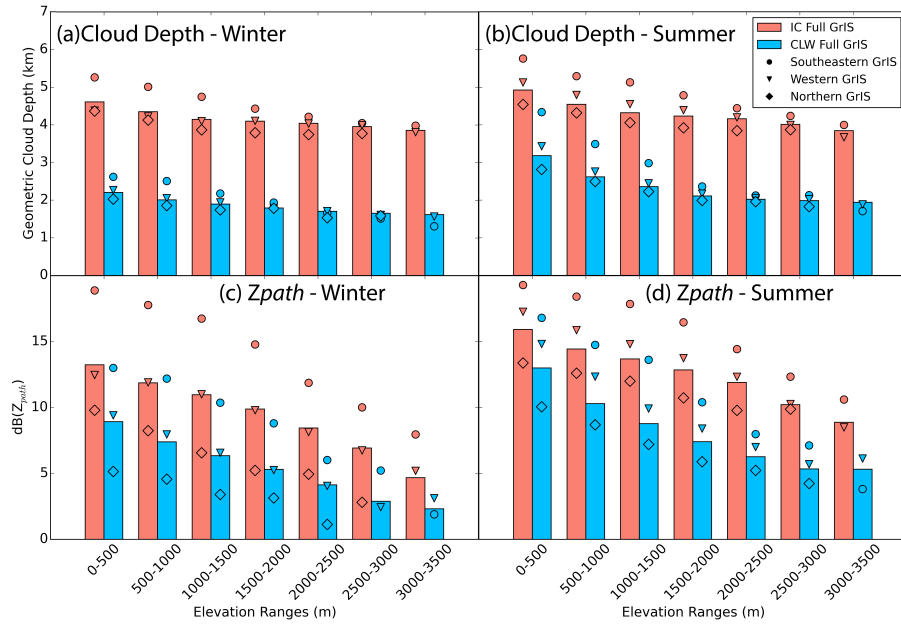 (a)Cloud Depth - Winter
(b)Cloud Depth - Summer
IC Full GrIS
CLW Full GrIS
Southeastern GrIS
Western GrIS
Northern GrIS
Geometric Cloud Depth (km)
7
6
5
4
3
2
1
0
(c) Zpath - Winter
(d) Zpath - Summer
dB(Zpath)
15
10
5
0
0-500
500-1000
1000-1500
1500-2000
2000-2500
2500-3000
3000-3500
0-500
500-1000
1000-1500
1500-2000
2000-2500
2500-3000
3000-3500
Elevation Ranges (m)
Elevation Ranges (m)